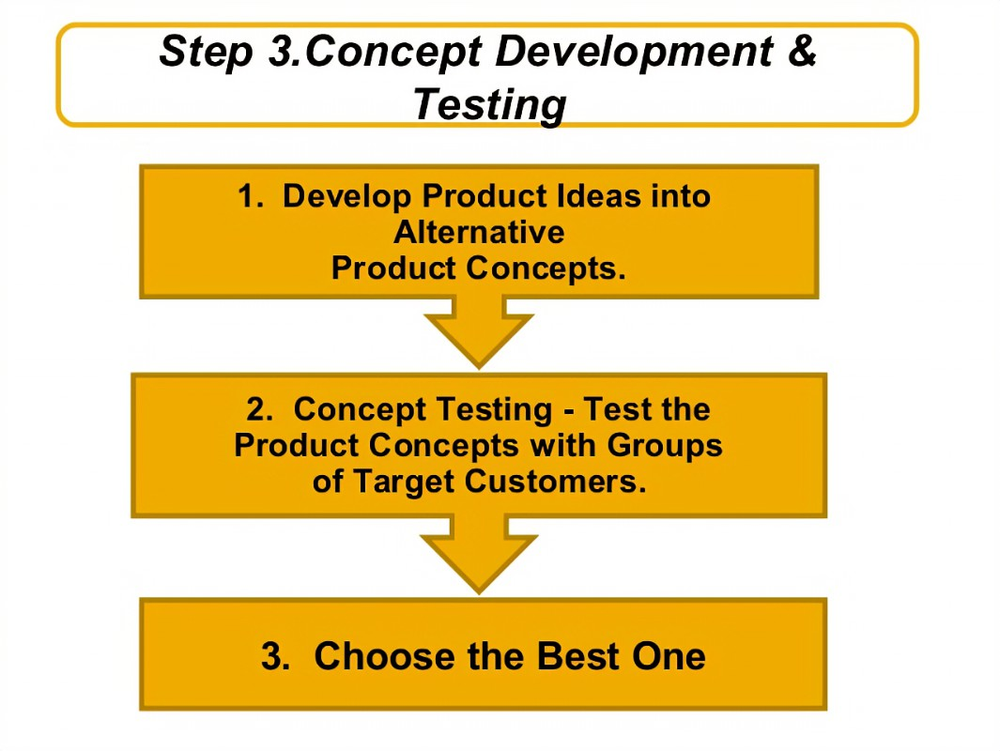 Step 3.Concept Development &
Testing
1. Develop Product Ideas into
Alternative
Product Concepts.
2. Concept Testing - Test the
Product Concepts with Groups
of Target Customers.
3. Choose the Best One